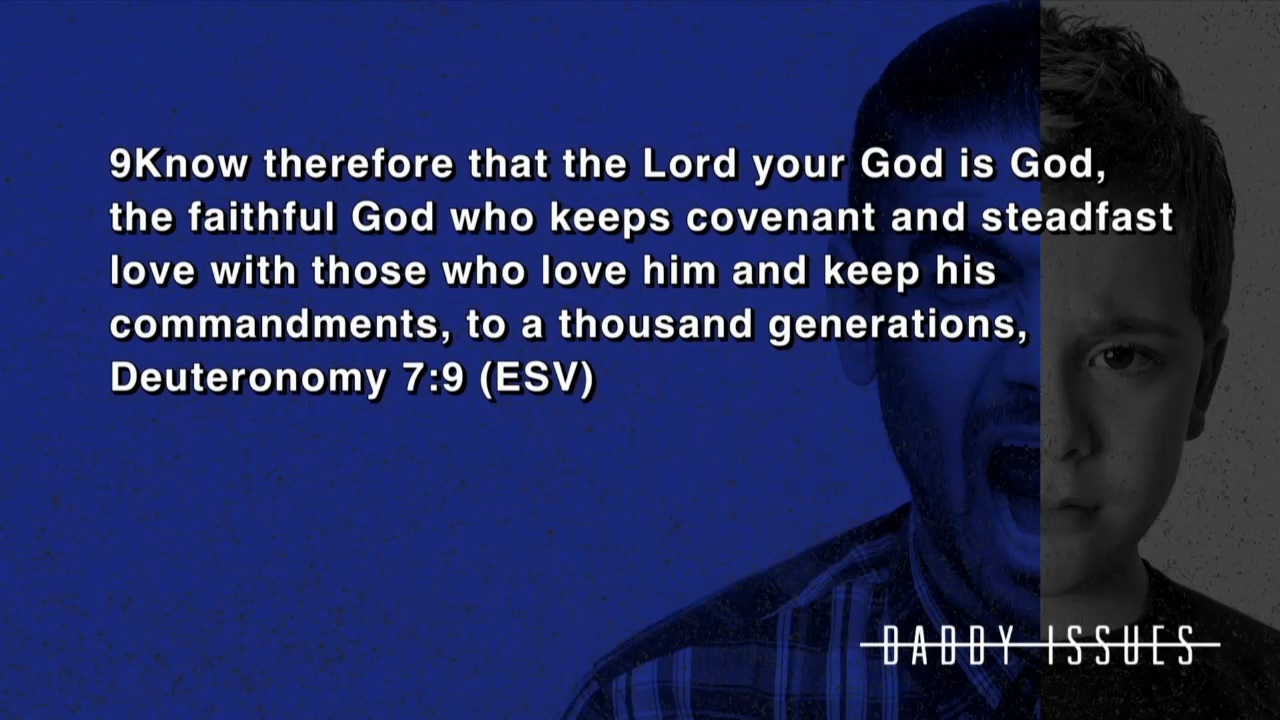 9Know therefore that the Lord your God is God,
the faithful God who keeps covenant and steadfast
love with those who love him and keep his
commandments, to a thousand generations,
Deuteronomy 7:9 (ESV)
DADDY ISSUES